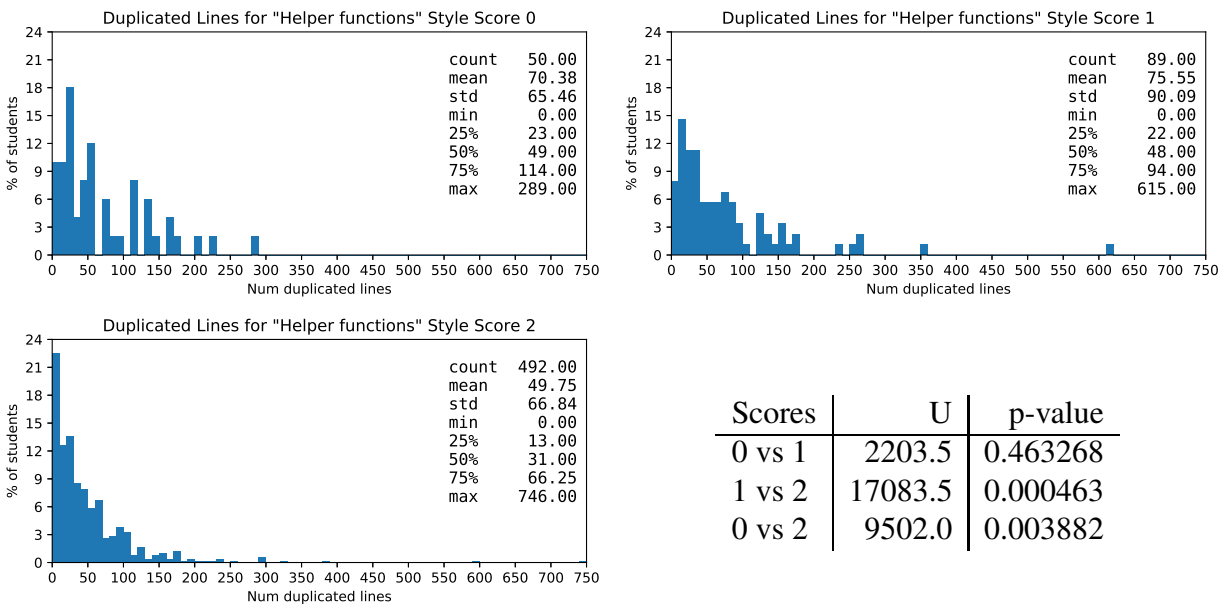 Duplicated Lines for "Helper functions" Style Score 0
% of students
24
21
18
15
12
9
6
3
0
count 50.00
mean 70.38
std 65.46
min 0.00
25% 23.00
50% 49.00
75% 114.00
max 289.00
0 50 100 150 200 250 300 350 400 450 500 550 600 650 700 750
Num duplicated lines
Duplicated Lines for "Helper functions" Style Score 1
% of students
24
21
18
15
12
9
6
3
0
count 89.00
mean 75.55
std 90.09
min 0.00
25% 22.00
50% 48.00
75% 94.00
max 615.00
0 50 100 150 200 250 300 350 400 450 500 550 600 650 700 750
Num duplicated lines
Duplicated Lines for "Helper functions" Style Score 2
% of students
24
21
18
15
12
9
6
3
0
count 492.00
mean 49.75
std 66.84
min 0.00
25% 13.00
50% 31.00
75% 66.25
max 746.00
0 50 100 150 200 250 300 350 400 450 500 550 600 650 700 750
Num duplicated lines
Scores U p-value
0 vs 1 2203.5 0.463268
1 vs 2 17083.5 0.000463
0 vs 2 9502.0 0.003882